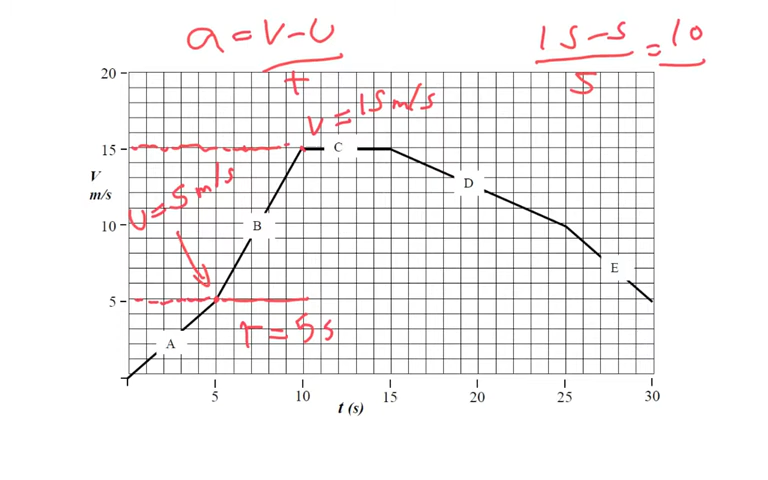 a = V-U / t
15-5 / 5 = 10
20
V = 15 m/s
15
C
V
m/s
D
U = 5 m/s
10
B
E
5
T = 5 s
A
5 10 15 20 25 30
t (s)